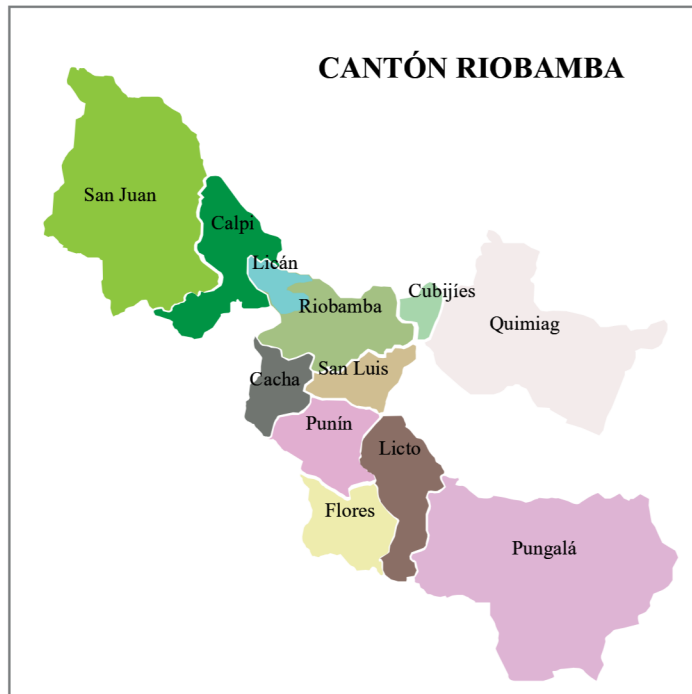 CANTÓN RIOBAMBA
San Juan
Calpi
Licán
Cubijíes
Riobamba
Quimiag
San Luis
Cacha
Punín
Licto
Flores
Pungalá